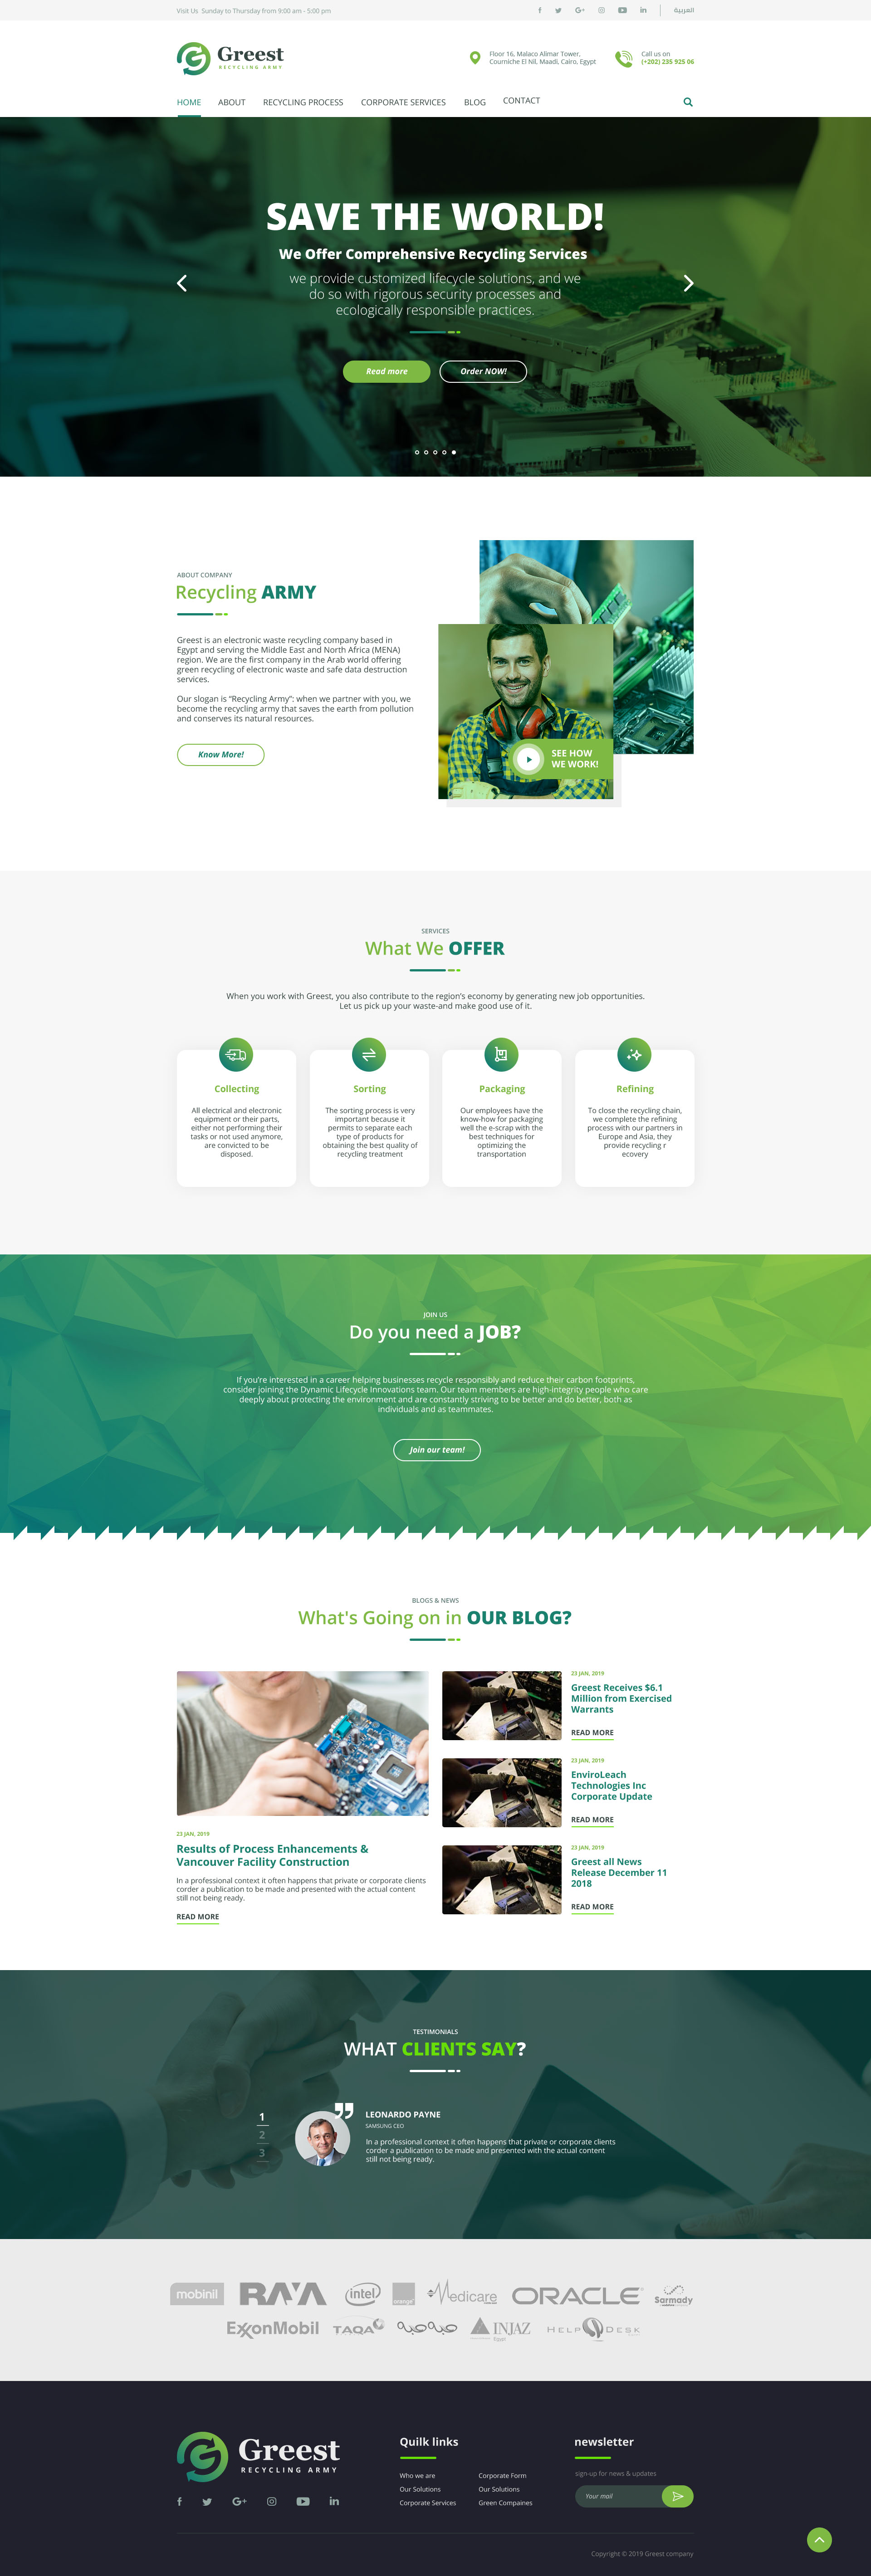 Visit Us Sunday to Thursday from 9:00 am - 5:00 pm
العربية
Greest
RECYCLING ARMY
Floor 16, Malaco Allmar Tower,
Courniche El Nil, Maadi, Cairo, Egypt
Call us on
(+202) 235 925 06
HOME ABOUT RECYCLING PROCESS CORPORATE SERVICES BLOG CONTACT
SAVE THE WORLD!
We Offer Comprehensive Recycling Services
we provide customized lifecycle solutions, and we
do so with rigorous security processes and
ecologically responsible practices.
Read more
Order NOW!
ABOUT COMPANY
Recycling ARMY
Greest is an electronic waste recycling company based in
Egypt and serving the Middle East and North Africa (MENA)
region. We are the first company in the Arab world offering
green recycling of electronic waste and safe data destruction
services.
Our slogan is "Recycling Army": when we partner with you, we
become the recycling army that saves the earth from pollution
and conserves its natural resources.
Know More!
SEE HOW
WE WORK!
SERVICES
What We OFFER
When you work with Greest, you also contribute to the region's economy by generating new job opportunities.
Let us pick up your waste-and make good use of it.
Collecting
All electrical and electronic
equipment or their parts,
either not performing their
tasks or not used anymore,
are convicted to be
disposed.
Sorting
The sorting process is very
important because it
permits to separate each
type of products for
obtaining the best quality of
recycling treatment
Packaging
Our employees have the
know-how for packaging
well the e-scrap with the
best techniques for
optimizing the
transportation
Refining
To close the recycling chain,
we complete the refining
process with our partners in
Europe and Asia, they
provide recycling r
ecovery
JOIN US
Do you need a JOB?
If you're interested in a career helping businesses recycle responsibly and reduce their carbon footprints,
consider joining the Dynamic Lifecycle Innovations team. Our team members are high-integrity people who care
deeply about protecting the environment and are constantly striving to be better and do better, both as
individuals and as teammates.
Join our team!
BLOGS & NEWS
What's Going on in OUR BLOG?
23 JAN, 2019
Results of Process Enhancements &
Vancouver Facility Construction
In a professional context it often happens that private or corporate clients
corder a publication to be made and presented with the actual content
still not being ready.
READ MORE
23 JAN, 2019
Greest Receives $6.1
Million from Exercised
Warrants
READ MORE
23 JAN, 2019
EnviroLeach
Technologies Inc
Corporate Update
READ MORE
23 JAN, 2019
Greest all News
Release December 11
2018
READ MORE
TESTIMONIALS
WHAT CLIENTS SAY?
1
2
3
LEONARDO PAYNE
SAMSUNG CEO
In a professional context it often happens that private or corporate clients
corder a publication to be made and presented with the actual content
still not being ready.
mobinil RAYA intel orange Medicare ORACLE Sarmady
ExxonMobil TAQA INJAZ Egypt HELP DESK
Greest
RECYCLING ARMY
Quilk links
Who we are
Our Solutions
Corporate Services
Corporate Form
Our Solutions
Green Compaines
newsletter
sign-up for news & updates
Your mail
Copyright © 2019 Greest company